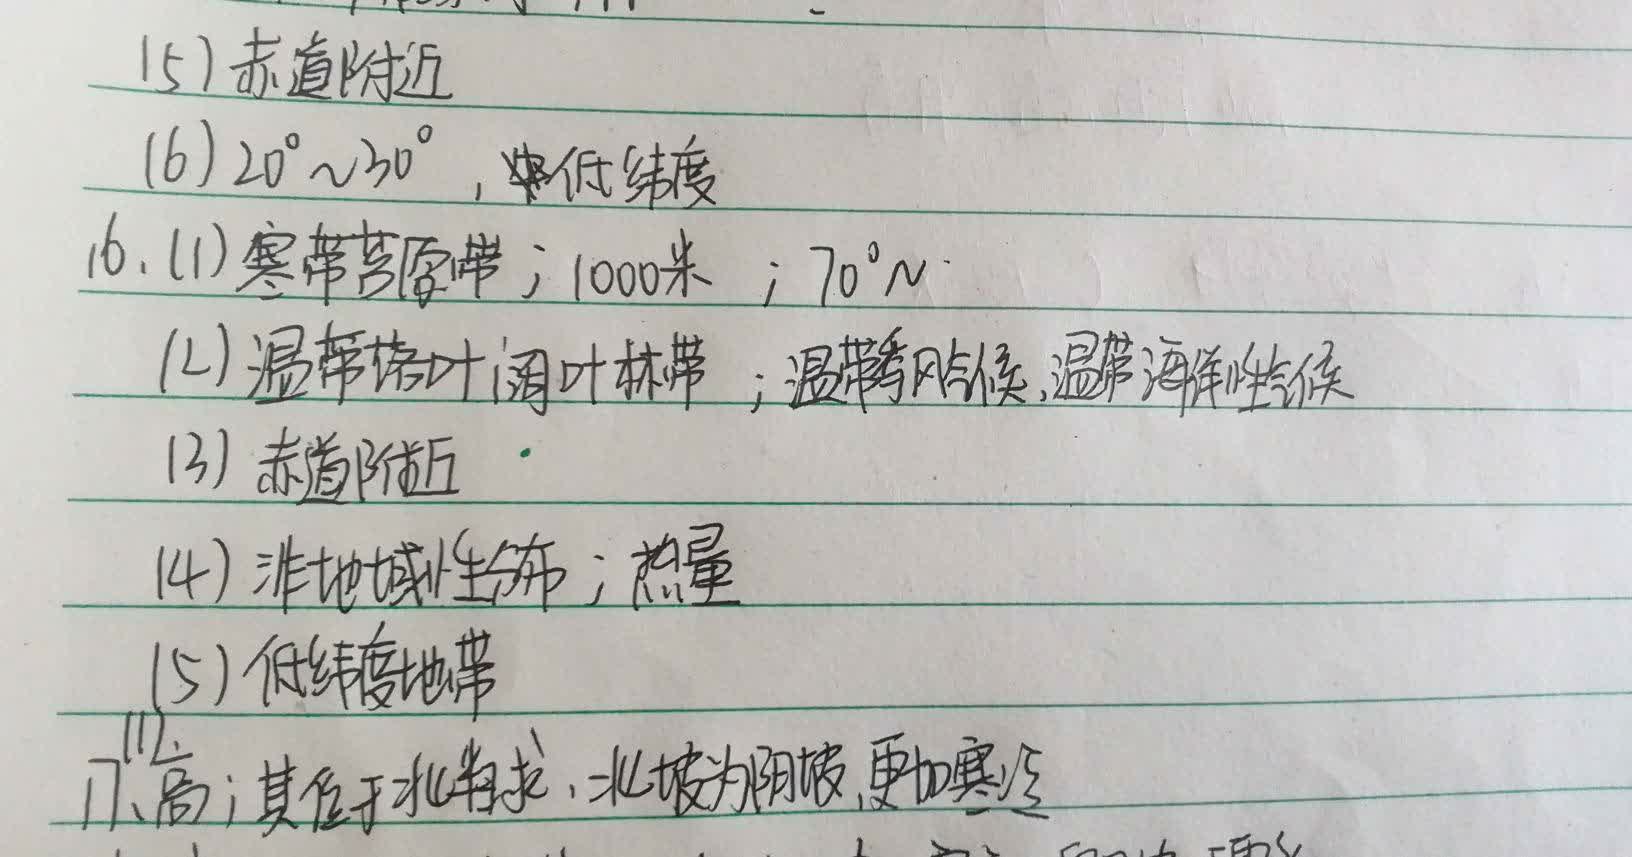 (5) 赤道附近
(6) 20°~30°，低纬度
16.(1) 寒带苔原带；1000米；70°N
(2) 温带落叶阔叶林带；温带季风气候、温带海洋性气候
(3) 赤道附近
(4) 非地域性分布；热量
(5) 低纬度地带
17、(1)高；其位于北半球、北坡为阴坡，更加寒冷